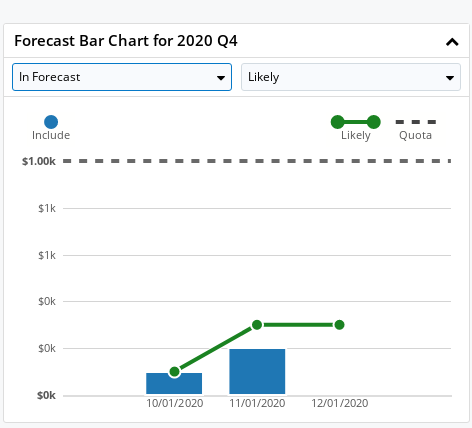 Forecast Bar Chart for 2020 Q4
In Forecast
Likely
Include
Likely
Quota
$1.00k
$1k
$1k
$0k
$0k
$0k
10/01/2020
11/01/2020
12/01/2020